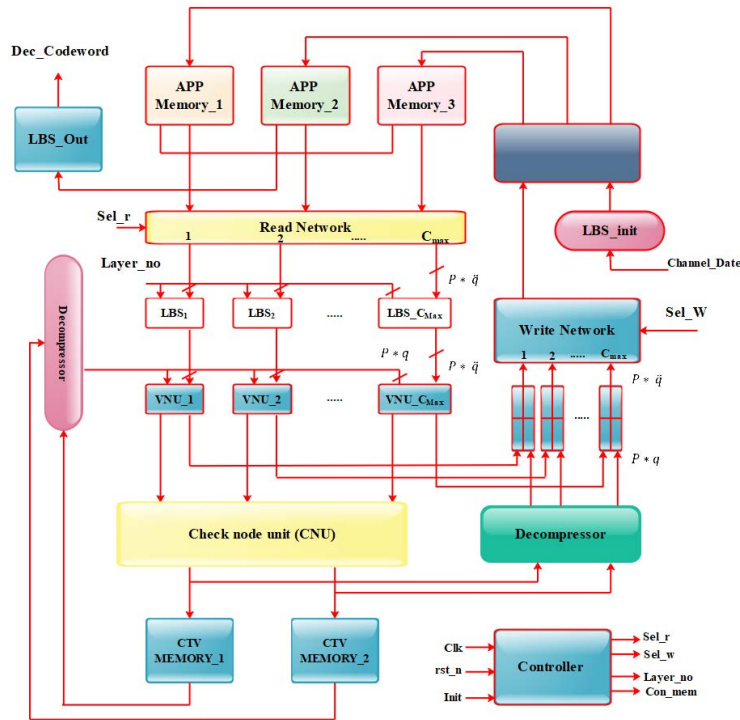 Dec_Codeword
APP
Memory_1
APP
Memory_2
APP
Memory_3
LBS_Out
Sel_r
Read Network
1
2
.....
Cmax
LBS_init
Channel_Date
Layer_no
P * q̈
Decompressor
LBS1
LBS2
.....
LBS_CMax
Write Network
Sel_W
1
2
.....
Cmax
P * q
P * q̈
P * q̈
VNU_1
VNU_2
.....
VNU_CMax
....
P * q
Check node unit (CNU)
Decompressor
CTV
MEMORY_1
CTV
MEMORY_2
Clk
rst_n
Init
Controller
Sel_r
Sel_w
Layer_no
Con_mem